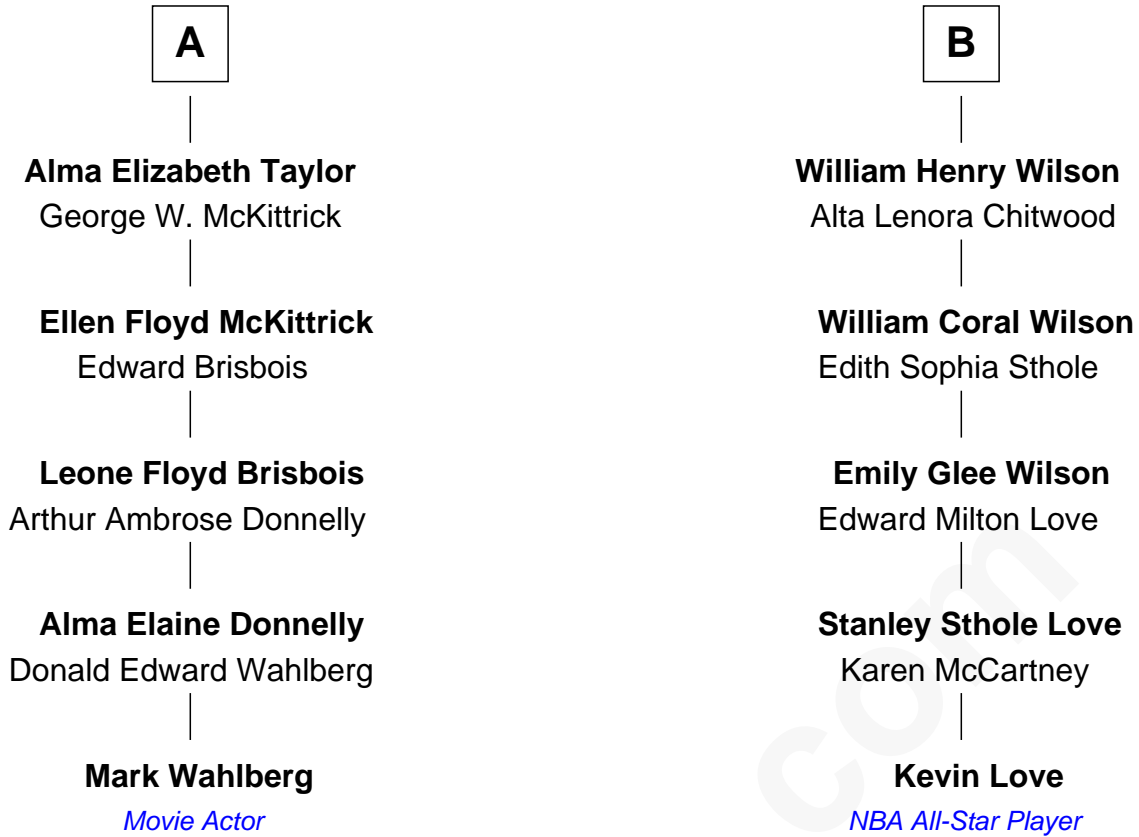 A
Alma Elizabeth Taylor
George W. McKittrick
Ellen Floyd McKittrick
Edward Brisbois
Leone Floyd Brisbois
Arthur Ambrose Donnelly
Alma Elaine Donnelly
Donald Edward Wahlberg
Mark Wahlberg
Movie Actor
B
William Henry Wilson
Alta Lenora Chitwood
William Coral Wilson
Edith Sophia Sthole
Emily Glee Wilson
Edward Milton Love
Stanley Sthole Love
Karen McCartney
Kevin Love
NBA All-Star Player
com